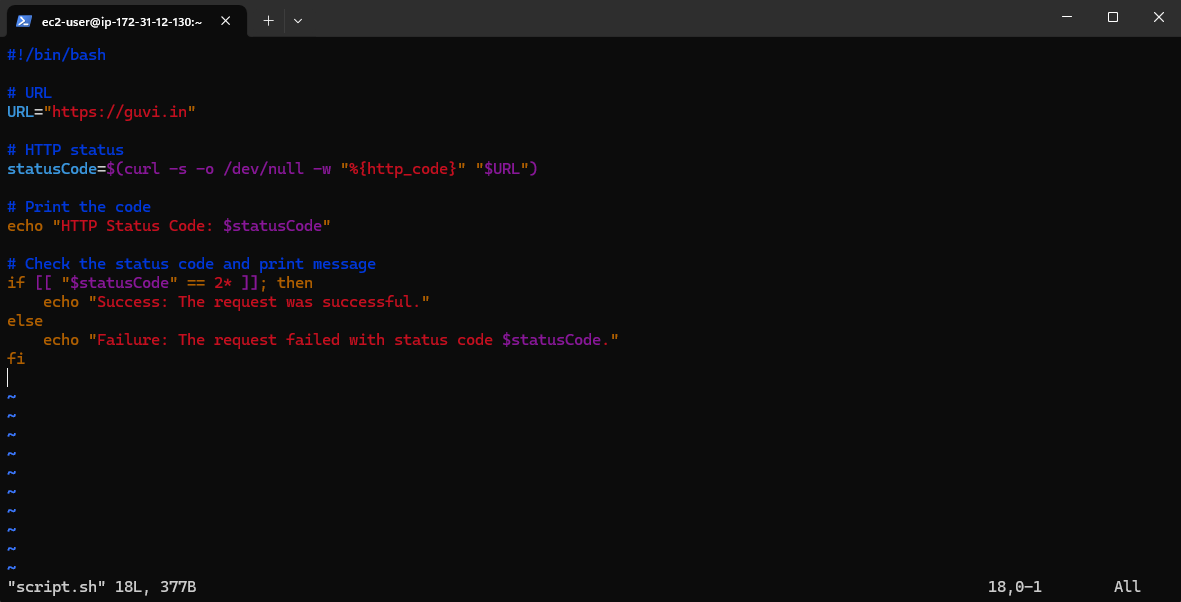 ec2-user@ip-172-31-12-130:~
#!/bin/bash

# URL
URL="https://guvi.in"

# HTTP status
statusCode=$(curl -s -o /dev/null -w "%{http_code}" "$URL")

# Print the code
echo "HTTP Status Code: $statusCode"

# Check the status code and print message
if [[ "$statusCode" == 2* ]]; then
    echo "Success: The request was successful."
else
    echo "Failure: The request failed with status code $statusCode."
fi

~
~
~
~
~
~
~
~
~
~
"script.sh" 18L, 377B 18,0-1 All